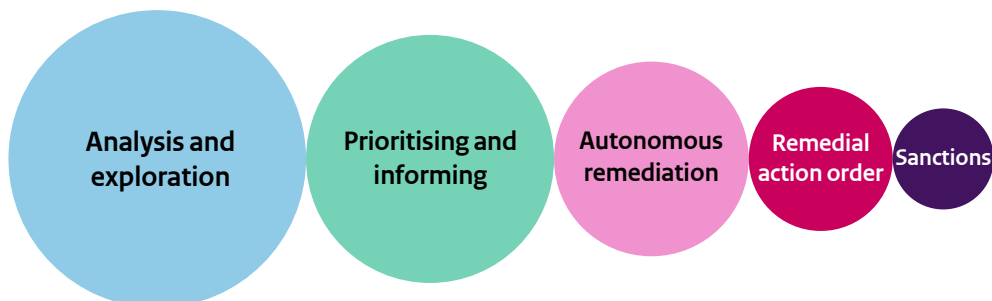 Analysis and
exploration
Prioritising and
informing
Autonomous
remediation
Remedial
action order
Sanctions